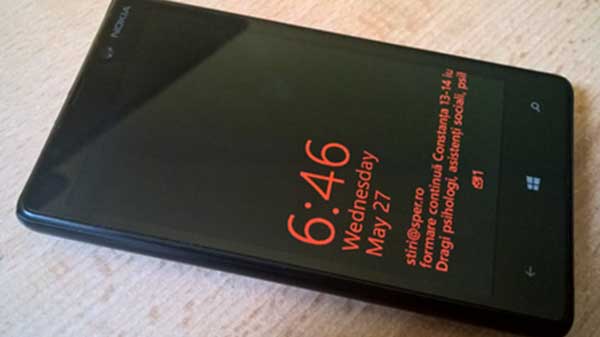 NOKIA
6:46
Wednesday
May 27
stiri@sper.ro
formare continuă Constanța 13-14 iu
Dragi psihologi, asistenți sociali, psil
1